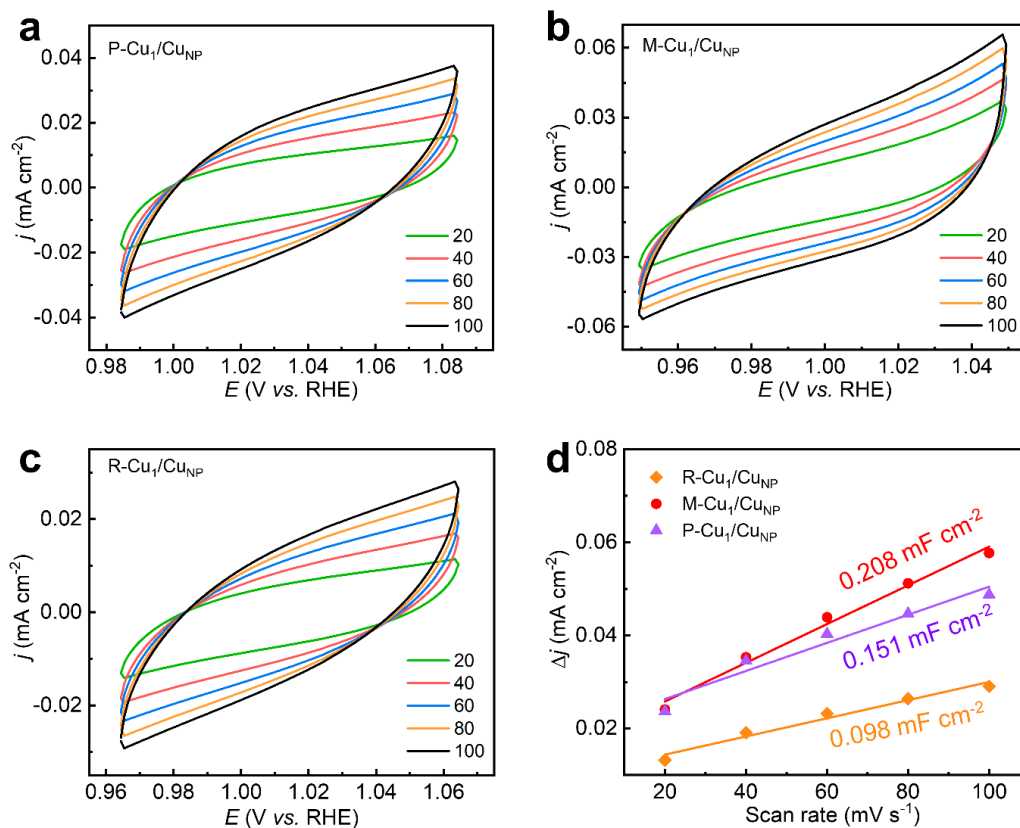 a
P-Cu₁/Cu_NP
0.04
0.02
0.00
-0.02
-0.04
j (mA cm⁻²)
20
40
60
80
100
0.98 1.00 1.02 1.04 1.06 1.08
E (V vs. RHE)
b
M-Cu₁/Cu_NP
0.06
0.03
0.00
-0.03
-0.06
j (mA cm⁻²)
20
40
60
80
100
0.96 0.98 1.00 1.02 1.04
E (V vs. RHE)
c
R-Cu₁/Cu_NP
0.02
0.00
-0.02
j (mA cm⁻²)
20
40
60
80
100
0.96 0.98 1.00 1.02 1.04 1.06
E (V vs. RHE)
d
R-Cu₁/Cu_NP
M-Cu₁/Cu_NP
P-Cu₁/Cu_NP
0.08
0.06
0.04
0.02
Δj (mA cm⁻²)
0.208 mF cm⁻²
0.151 mF cm⁻²
0.098 mF cm⁻²
20 40 60 80 100
Scan rate (mV s⁻¹)